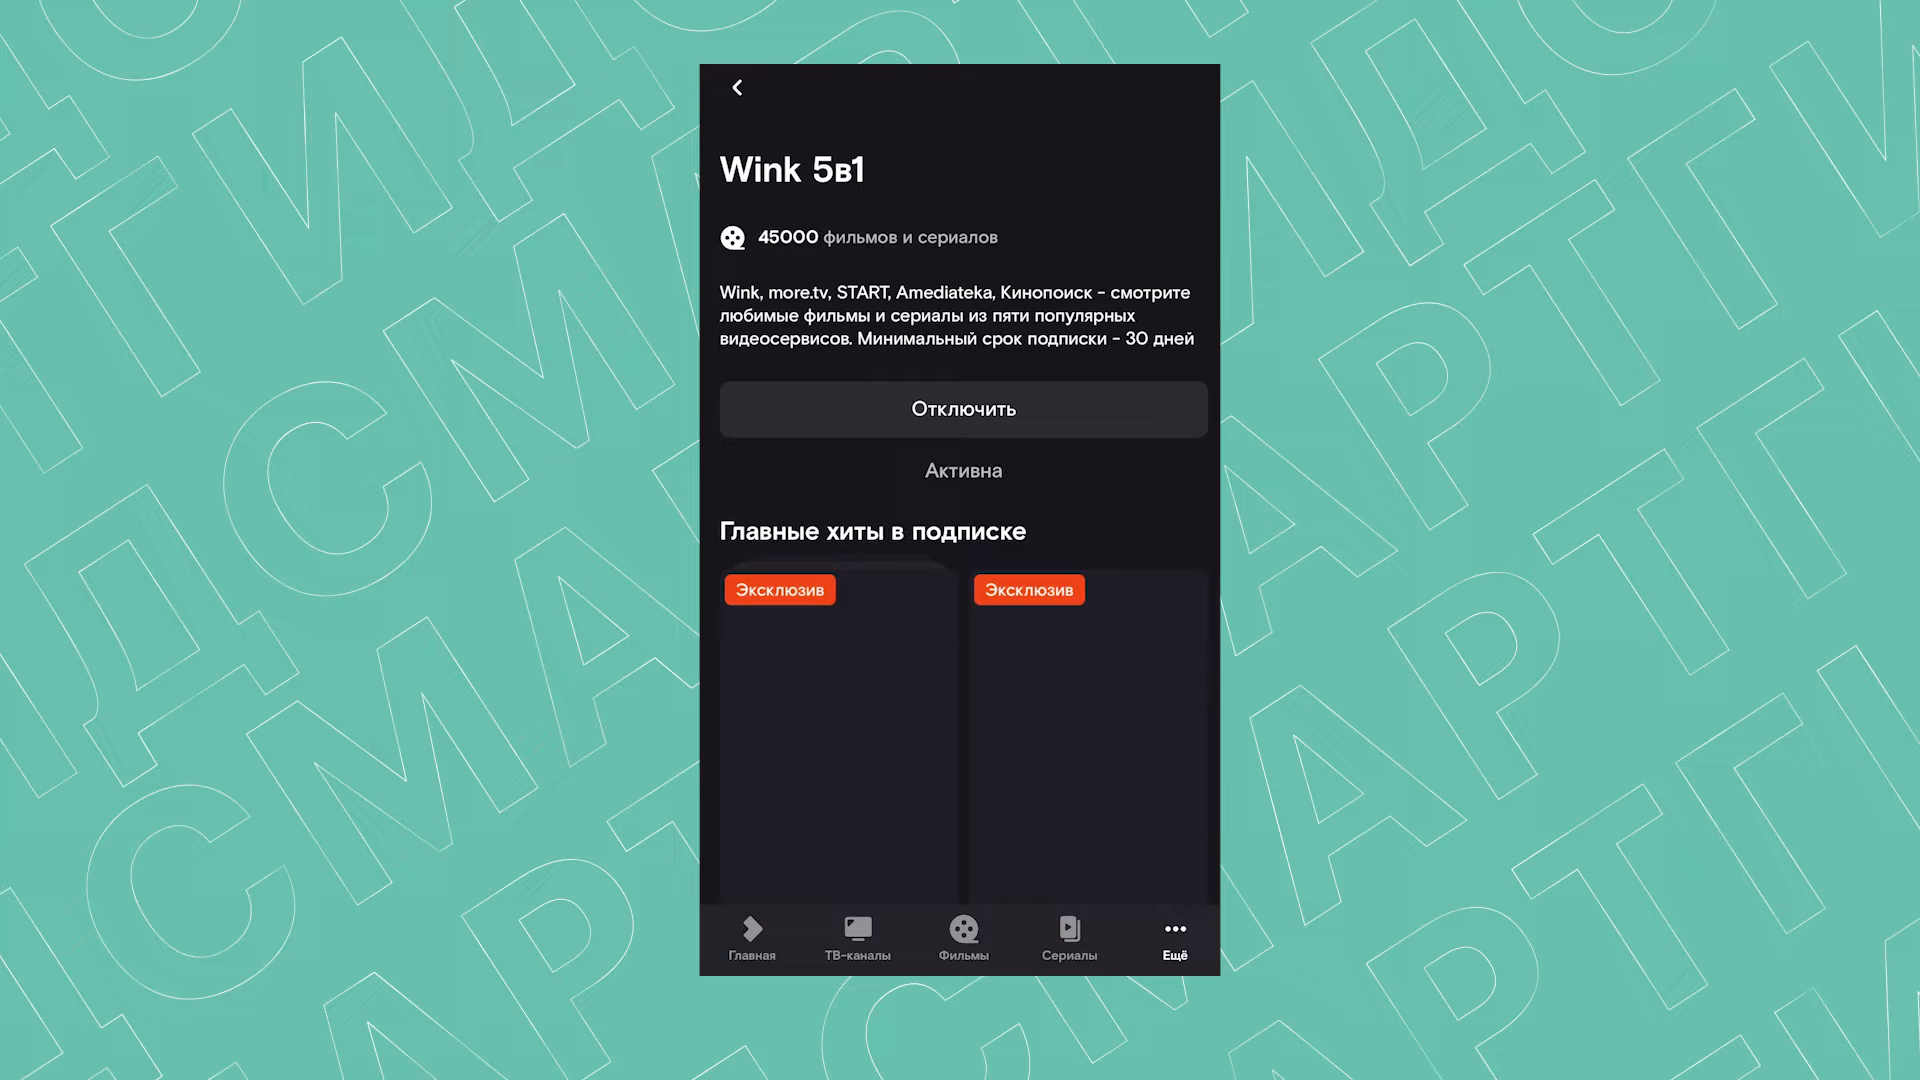 Wink 5в1
45000 фильмов и сериалов
Wink, more.tv, START, Amediateka, Кинопоиск - смотрите
любимые фильмы и сериалы из пяти популярных
видеосервисов. Минимальный срок подписки - 30 дней
Отключить
Активна
Главные хиты в подписке
Эксклюзив Эксклюзив
Главная ТВ-каналы Фильмы Сериалы Ещё